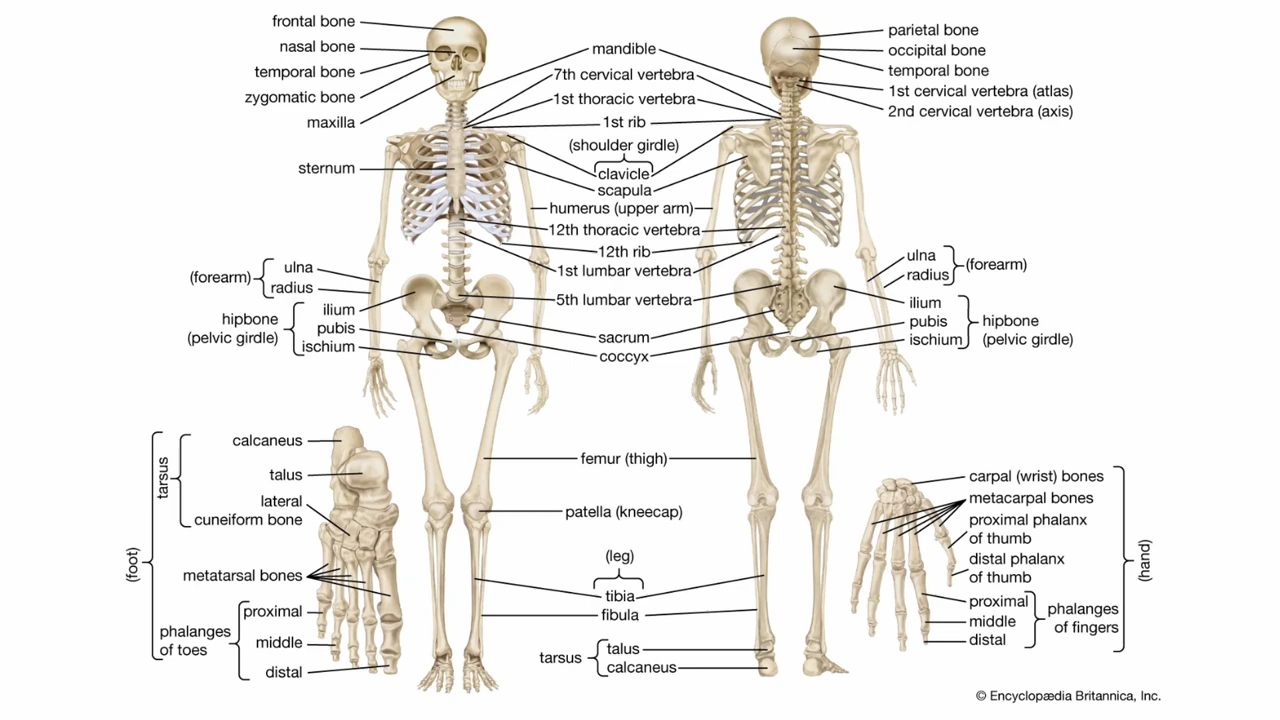 frontal bone
nasal bone
temporal bone
zygomatic bone
maxilla
sternum
(forearm)
ulna
radius
hipbone
(pelvic girdle)
ilium
pubis
ischium
mandible
7th cervical vertebra
1st thoracic vertebra
1st rib
(shoulder girdle)
clavicle
scapula
humerus (upper arm)
12th thoracic vertebra
12th rib
1st lumbar vertebra
5th lumbar vertebra
sacrum
coccyx
femur (thigh)
patella (kneecap)
(leg)
tibia
fibula
tarsus
talus
calcaneus
parietal bone
occipital bone
temporal bone
1st cervical vertebra (atlas)
2nd cervical vertebra (axis)
ulna
radius
(forearm)
ilium
pubis
ischium
hipbone
(pelvic girdle)
(foot)
tarsus
calcaneus
talus
lateral
cuneiform bone
metatarsal bones
phalanges
of toes
proximal
middle
distal
carpal (wrist) bones
metacarpal bones
proximal phalanx
of thumb
distal phalanx
of thumb
proximal
middle
distal
phalanges
of fingers
(hand)
© Encyclopædia Britannica, Inc.